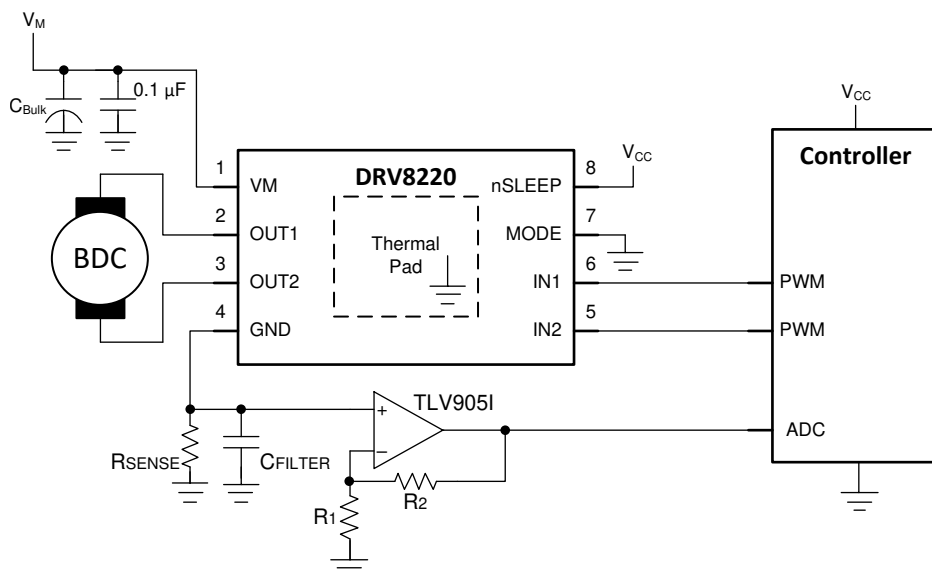 VM
CBulk
0.1 µF
VCC
Controller
DRV8220
1
VM
nSLEEP
8
VCC
2
OUT1
MODE
7
BDC
Thermal
Pad
3
OUT2
IN1
6
PWM
4
GND
IN2
5
PWM
TLV905I
+
−
ADC
RSENSE
CFILTER
R2
R1